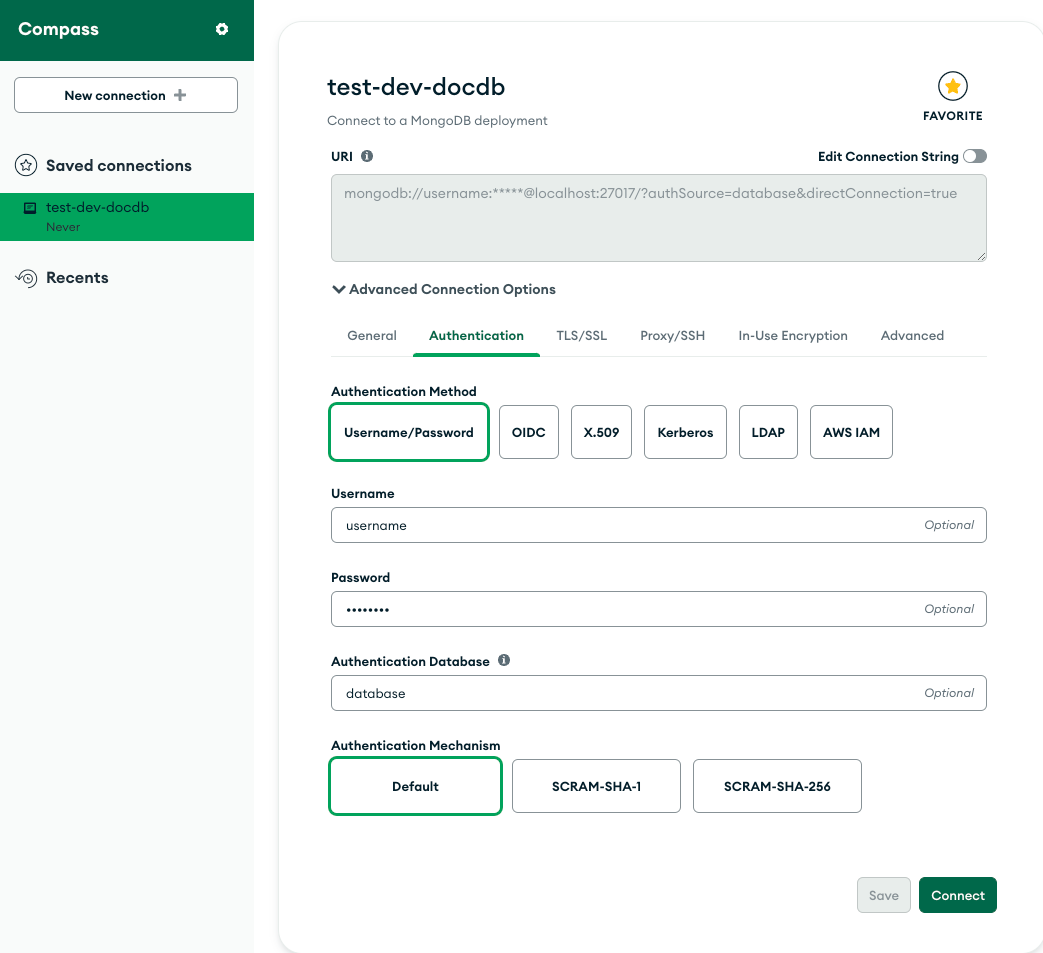 Compass
New connection
Saved connections
test-dev-docdb
Never
Recents
test-dev-docdb
Connect to a MongoDB deployment
FAVORITE
URI
Edit Connection String
mongodb://username:*****@localhost:27017/?authSource=database&directConnection=true
Advanced Connection Options
General Authentication TLS/SSL Proxy/SSH In-Use Encryption Advanced
Authentication Method
Username/Password OIDC X.509 Kerberos LDAP AWS IAM
Username
username Optional
Password
•••••••• Optional
Authentication Database
database Optional
Authentication Mechanism
Default SCRAM-SHA-1 SCRAM-SHA-256
Save Connect